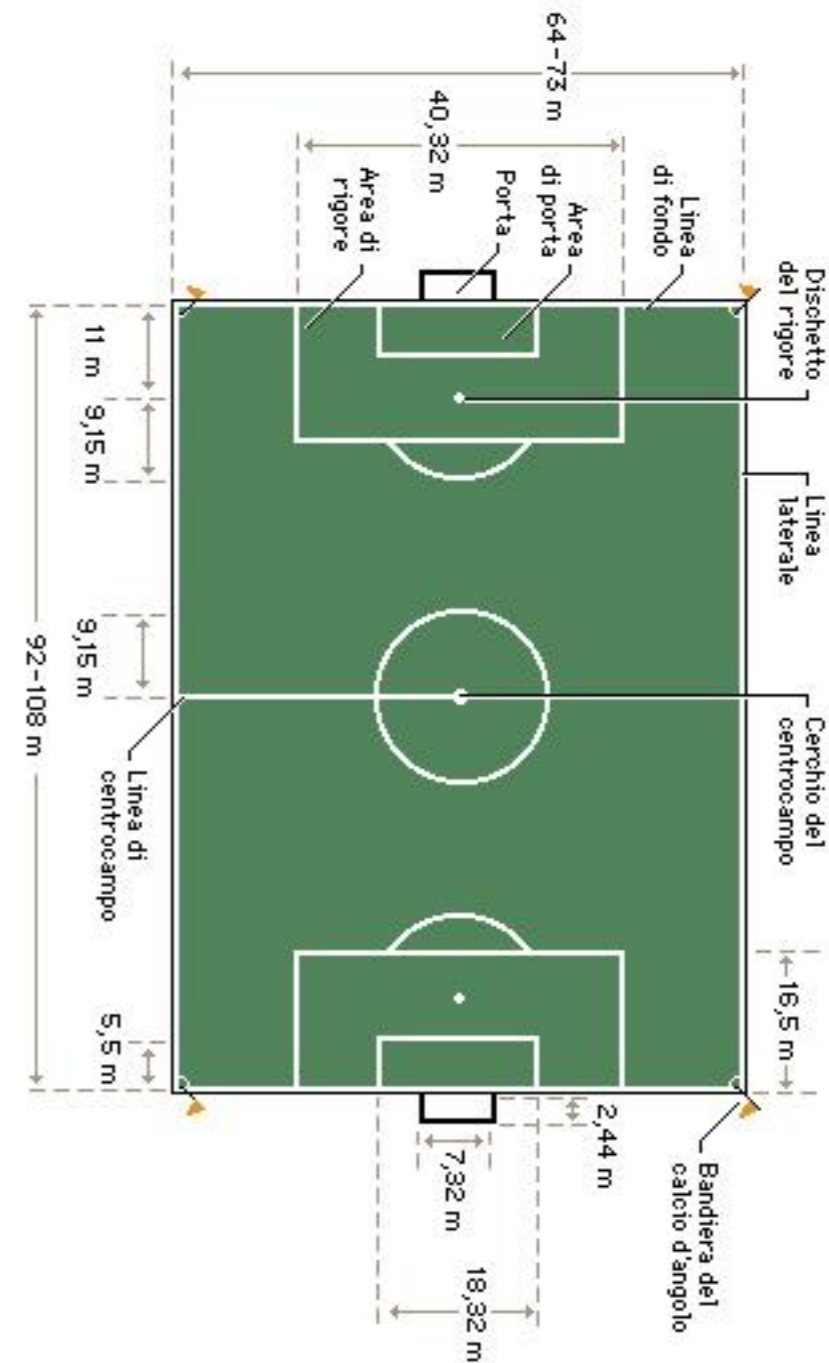 Dischetto
del rigore
Linea
laterale
Cerchio del
centrocampo
16,5 m
Linea
di fondo
Bandiera del
calcio d'angolo
2,44 m
64-73 m
Area
di porta
Porta
7,32 m
18,32 m
40,32 m
Area di
rigore
Linea di
centrocampo
11 m
9,15 m
9,15 m
5,5 m
92-108 m